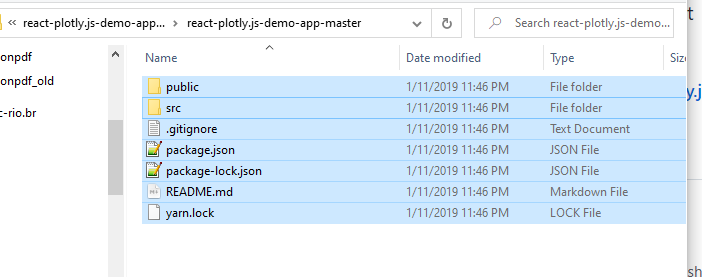 « react-plotly.js-demo-app... > react-plotly.js-demo-app-master
Search react-plotly.js-demo...
Name Date modified Type Siz
onpdf
onpdf_old
c-rio.br
public 1/11/2019 11:46 PM File folder
src 1/11/2019 11:46 PM File folder
.gitignore 1/11/2019 11:46 PM Text Document
package.json 1/11/2019 11:46 PM JSON File
package-lock.json 1/11/2019 11:46 PM JSON File
README.md 1/11/2019 11:46 PM Markdown File
yarn.lock 1/11/2019 11:46 PM LOCK File
t
y.j
sh